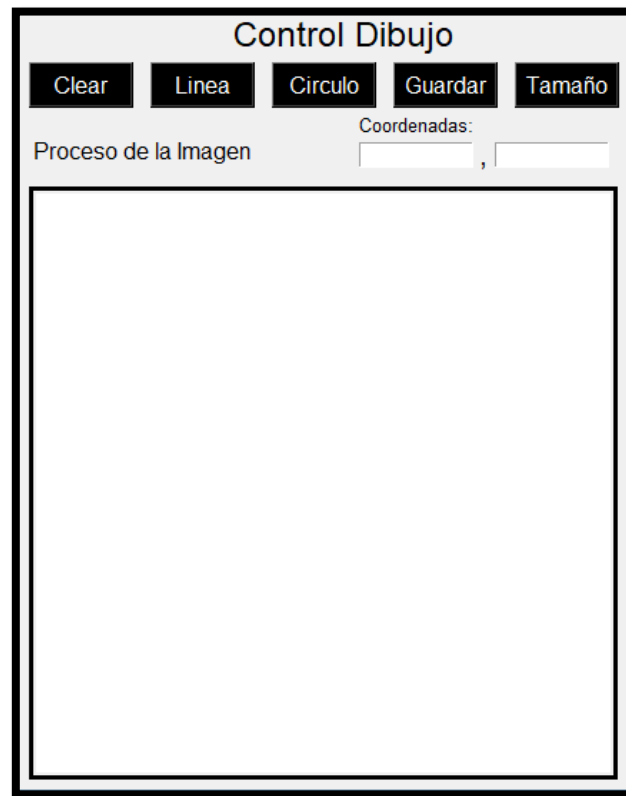 Control Dibujo
Clear Linea Circulo Guardar Tamaño
Coordenadas:
Proceso de la Imagen ,